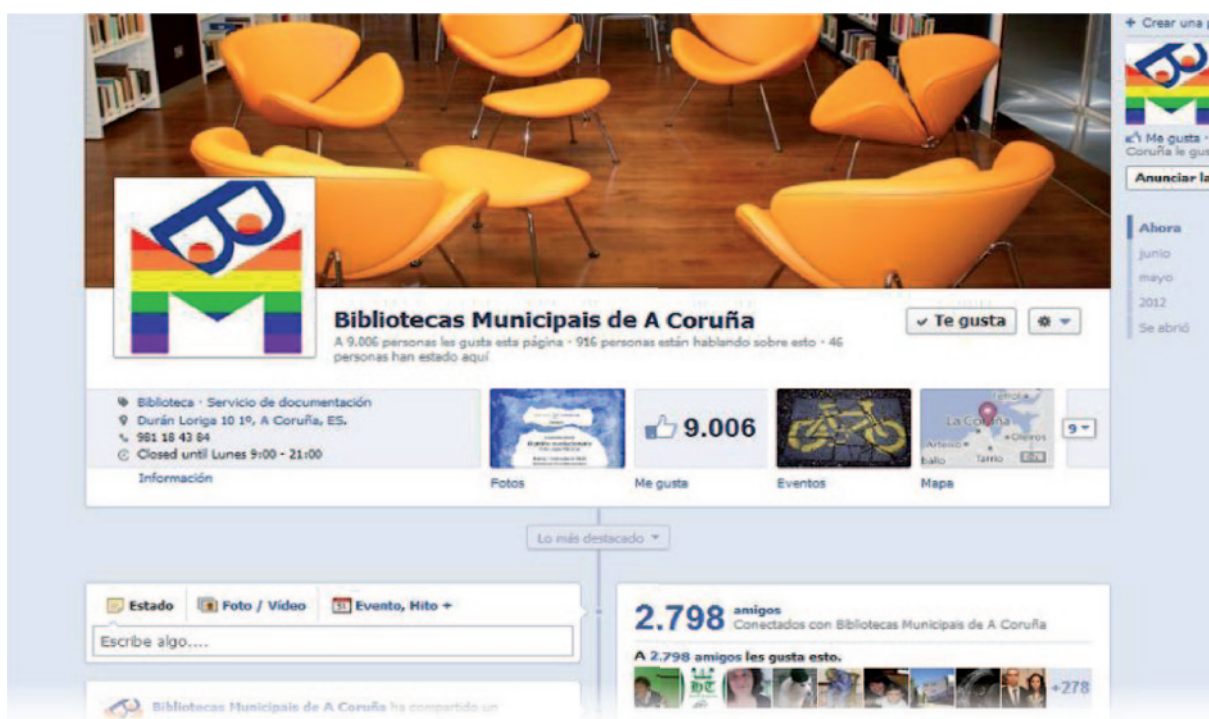 + Crear una
Me gusta ·
Coruña le gus
Anunciar la
Ahora
junio
mayo
2012
Se abrió
Bibliotecas Municipais de A Coruña
A 9.006 personas les gusta esta página · 916 personas están hablando sobre esto · 46
personas han estado aquí
✓ Te gusta
Biblioteca · Servicio de documentación
Durán Loriga 10 1º, A Coruña, ES.
981 18 43 84
Closed until Lunes 9:00 - 21:00
Información
Fotos
9.006
Me gusta
Eventos
La Coruña
Oleiros
Arteixo
ballo
Tarrio
Mapa
9
Lo más destacado
Estado
Foto / Vídeo
31
Evento, Hito +
Escribe algo....
2.798 amigos
Conectados con Bibliotecas Municipais de A Coruña
A 2.798 amigos les gusta esto.
+278
Bibliotecas Municipais de A Coruña ha compartido un